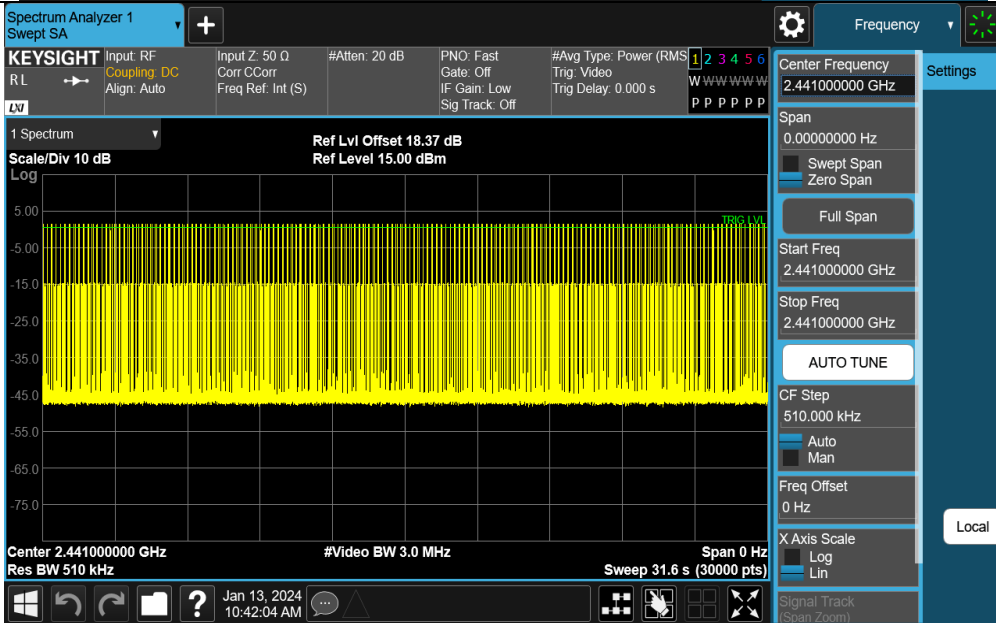 Spectrum Analyzer 1
Swept SA
Frequency
KEYSIGHT
RL
LXI
Input: RF
Coupling: DC
Align: Auto
Input Z: 50 Ω
Corr CCorr
Freq Ref: Int (S)
#Atten: 20 dB
PNO: Fast
Gate: Off
IF Gain: Low
Sig Track: Off
#Avg Type: Power (RMS
Trig: Video
Trig Delay: 0.000 s
1 2 3 4 5 6
W W W W W W
P P P P P P
1 Spectrum
Scale/Div 10 dB
Log
Ref Lvl Offset 18.37 dB
Ref Level 15.00 dBm
TRIG LVL
5.00
-5.00
-15.0
-25.0
-35.0
-45.0
-55.0
-65.0
-75.0
Center 2.441000000 GHz
#Video BW 3.0 MHz
Span 0 Hz
Res BW 510 kHz
Sweep 31.6 s (30000 pts)
Center Frequency
2.441000000 GHz
Settings
Span
0.00000000 Hz
Swept Span
Zero Span
Full Span
Start Freq
2.441000000 GHz
Stop Freq
2.441000000 GHz
AUTO TUNE
CF Step
510.000 kHz
Auto
Man
Freq Offset
0 Hz
Local
X Axis Scale
Log
Lin
Signal Track
(Span Zoom)
?
Jan 13, 2024
10:42:04 AM